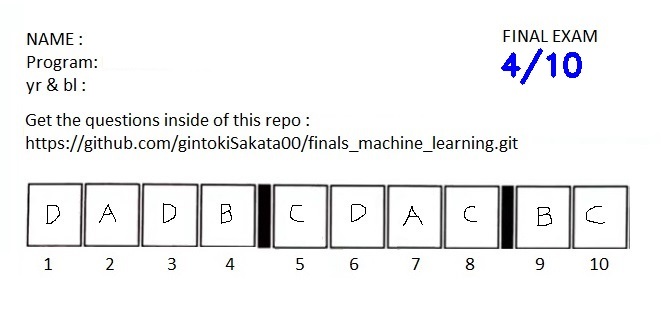 NAME :
FINAL EXAM
Program:
4/10
yr & bl :
Get the questions inside of this repo :
https://github.com/gintokiSakata00/finals_machine_learning.git
D A D B C D A C B C
1 2 3 4 5 6 7 8 9 10